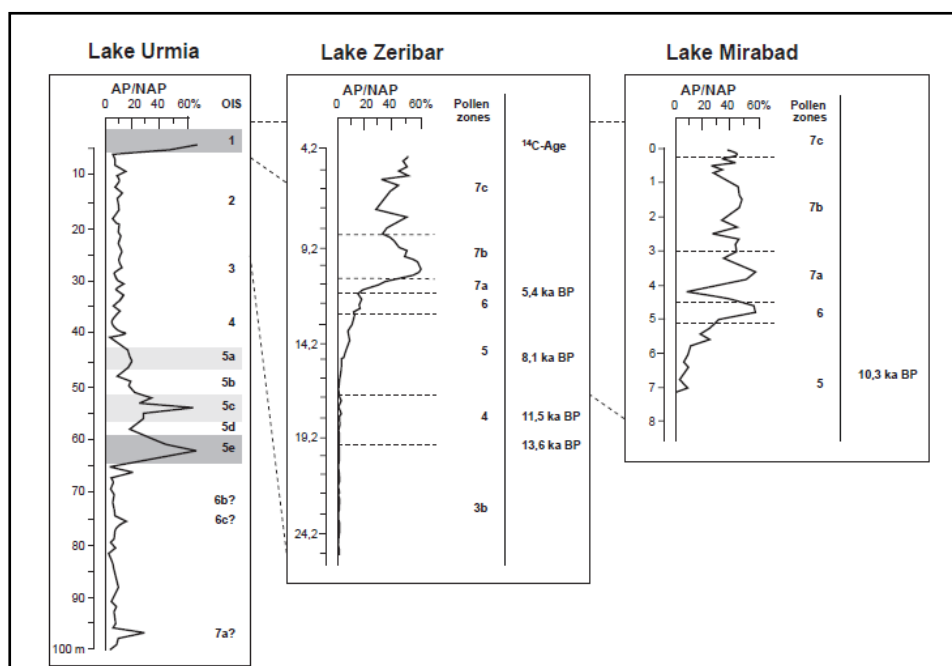 Lake Urmia
AP/NAP
0 20 40 60% OIS
1
10
2
20
3
30
4
40
5a
5b
50
5c
5d
60
5e
70
6b?
6c?
80
90
7a?
100 m
Lake Zeribar
AP/NAP
0 20 40 60%
Pollen
zones
4,2
¹⁴C-Age
7c
9,2
7b
7a
5,4 ka BP
6
14,2
5
8,1 ka BP
4
11,5 ka BP
19,2
13,6 ka BP
3b
24,2
Lake Mirabad
AP/NAP
0 20 40 60%
Pollen
zones
7c
0
1
7b
2
3
7a
4
6
5
6
10,3 ka BP
5
7
8